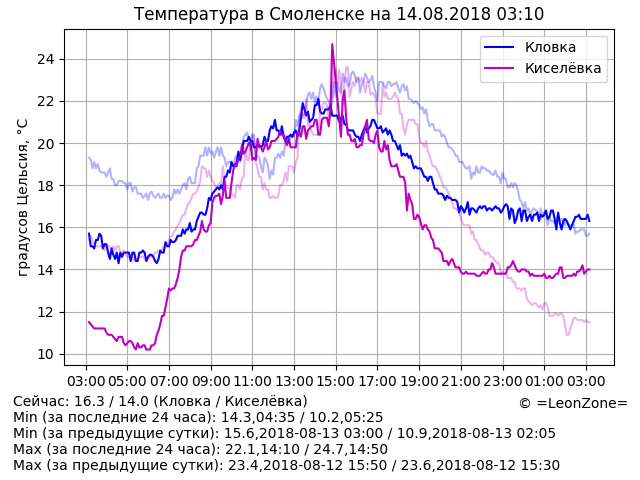 Температура в Смоленске на 14.08.2018 03:10
Кловка
Киселёвка
градусов Цельсия, °C
24
22
20
18
16
14
12
10
03:00 05:00 07:00 09:00 11:00 13:00 15:00 17:00 19:00 21:00 23:00 01:00 03:00
Сейчас: 16.3 / 14.0 (Кловка / Киселёвка)
© =LeonZone=
Min (за последние 24 часа): 14.3,04:35 / 10.2,05:25
Min (за предыдущие сутки): 15.6,2018-08-13 03:00 / 10.9,2018-08-13 02:05
Max (за последние 24 часа): 22.1,14:10 / 24.7,14:50
Max (за предыдущие сутки): 23.4,2018-08-12 15:50 / 23.6,2018-08-12 15:30